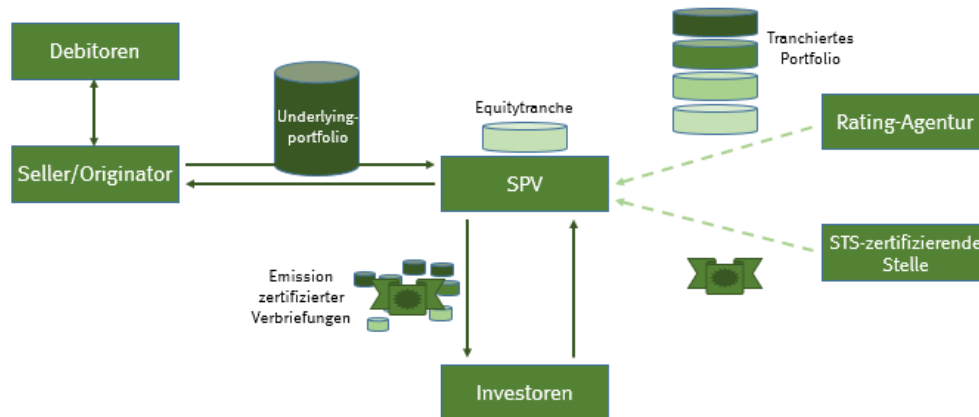 Debitoren
Seller/Originator
Underlying-
portfolio
Equitytranche
SPV
Tranchiertes
Portfolio
Rating-Agentur
STS-zertifizierende
Stelle
Emission
zertifizierter
Verbriefungen
Investoren